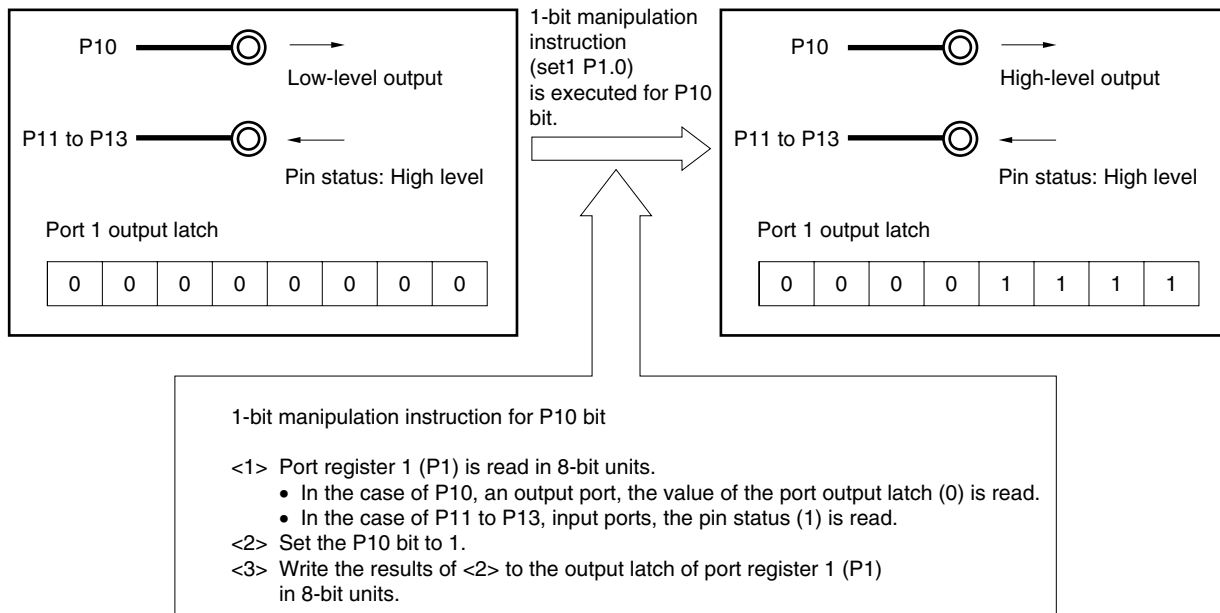 P10
Low-level output
P11 to P13
Pin status: High level
Port 1 output latch
0 0 0 0 0 0 0 0
1-bit manipulation
instruction
(set1 P1.0)
is executed for P10
bit.
P10
High-level output
P11 to P13
Pin status: High level
Port 1 output latch
0 0 0 0 1 1 1 1
1-bit manipulation instruction for P10 bit
<1> Port register 1 (P1) is read in 8-bit units.
• In the case of P10, an output port, the value of the port output latch (0) is read.
• In the case of P11 to P13, input ports, the pin status (1) is read.
<2> Set the P10 bit to 1.
<3> Write the results of <2> to the output latch of port register 1 (P1)
in 8-bit units.